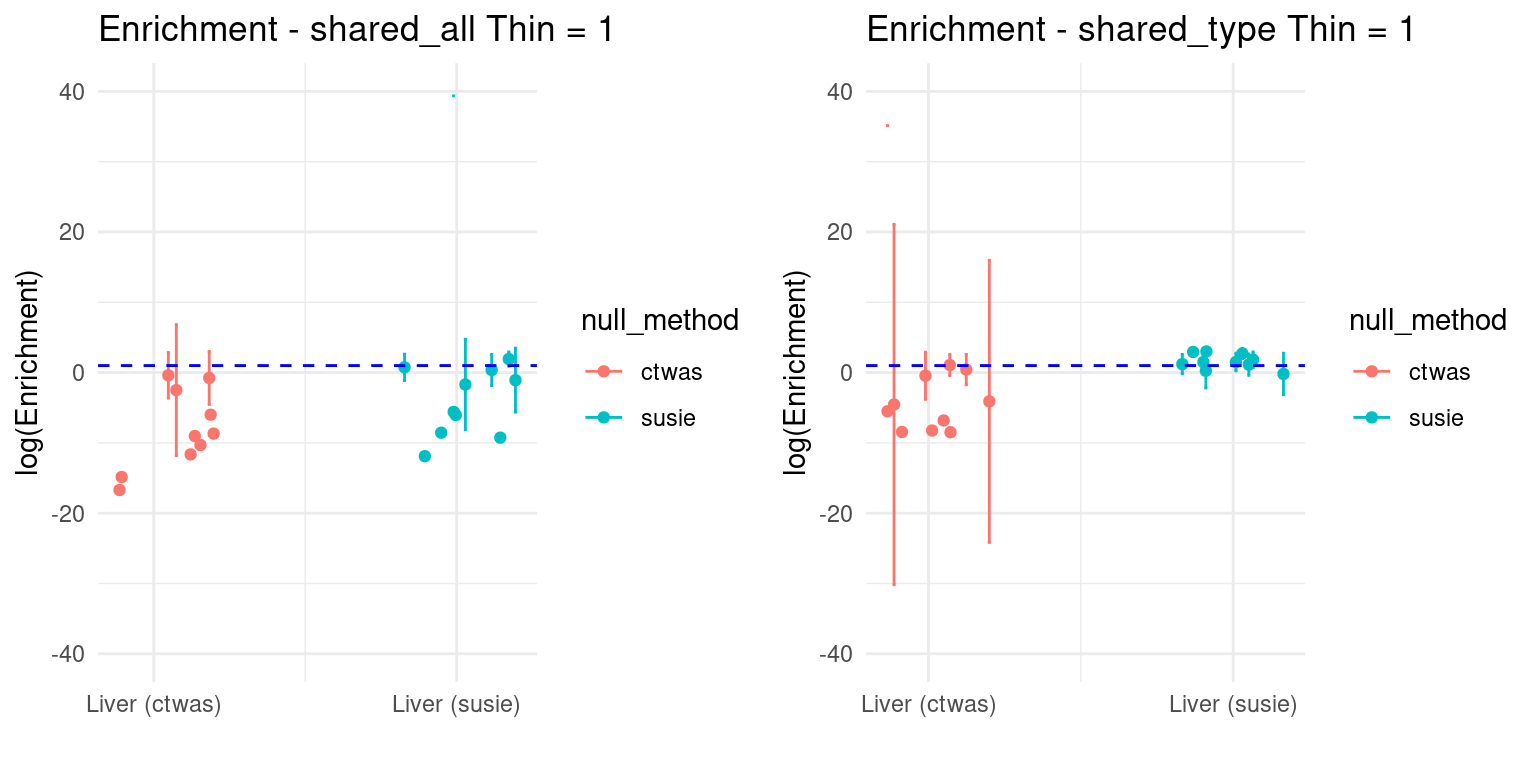 Enrichment - shared_all Thin = 1
log(Enrichment)
40
20
0
-20
-40
Liver (ctwas)
Liver (susie)
null_method
ctwas
susie
Enrichment - shared_type Thin = 1
log(Enrichment)
40
20
0
-20
-40
Liver (ctwas)
Liver (susie)
null_method
ctwas
susie